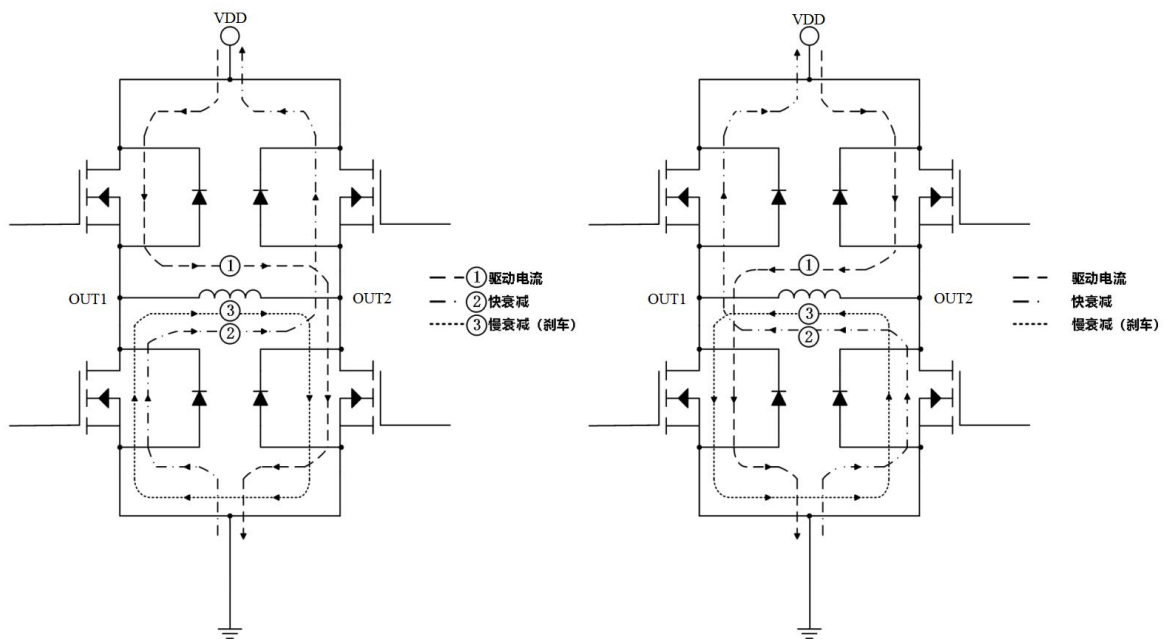 VDD
①
OUT1
OUT2
③
②
① 驱动电流
② 快衰减
③ 慢衰减（刹车）
VDD
①
OUT1
OUT2
③
②
驱动电流
快衰减
慢衰减（刹车）